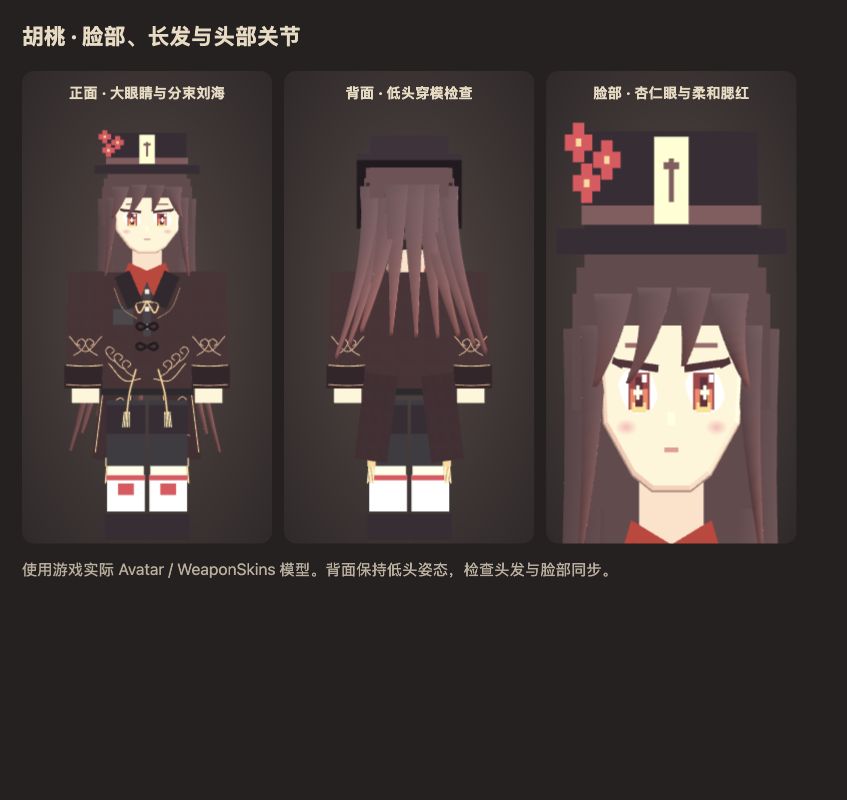 胡桃 · 脸部、长发与头部关节
正面 · 大眼睛与分束刘海
背面 · 低头穿模检查
脸部 · 杏仁眼与柔和腮红
使用游戏实际 Avatar / WeaponSkins 模型。背面保持低头姿态，检查头发与脸部同步。